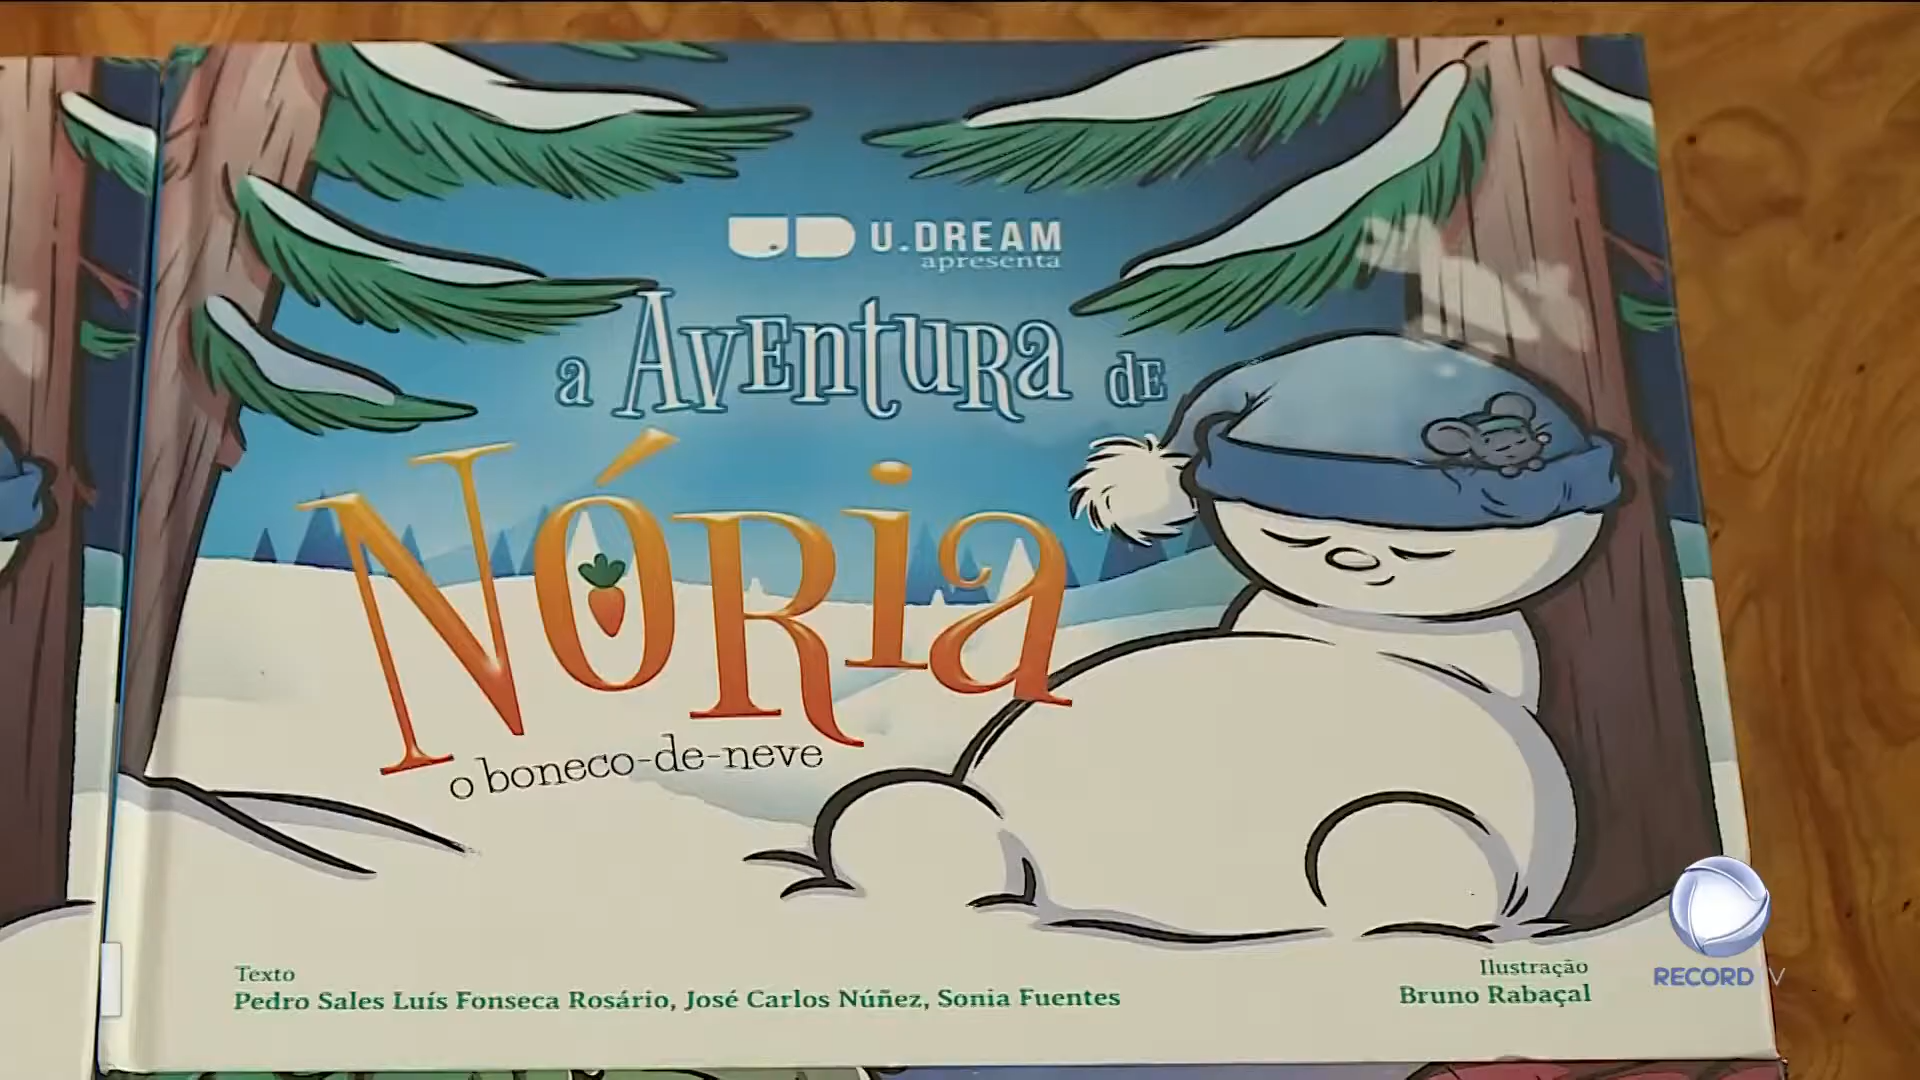 U.DREAM
apresenta
a AVENTURA DE
NÓRIA
o boneco-de-neve
Texto
Pedro Sales Luís Fonseca Rosário, José Carlos Núñez, Sonia Fuentes
Ilustração
Bruno Rabaçal
RECORD TV